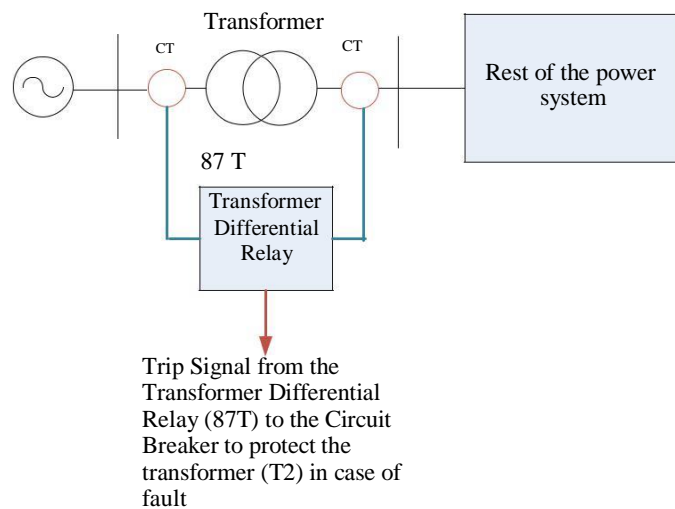 Transformer
CT
CT
Rest of the power
system
87 T
Transformer
Differential
Relay
Trip Signal from the
Transformer Differential
Relay (87T) to the Circuit
Breaker to protect the
transformer (T2) in case of
fault